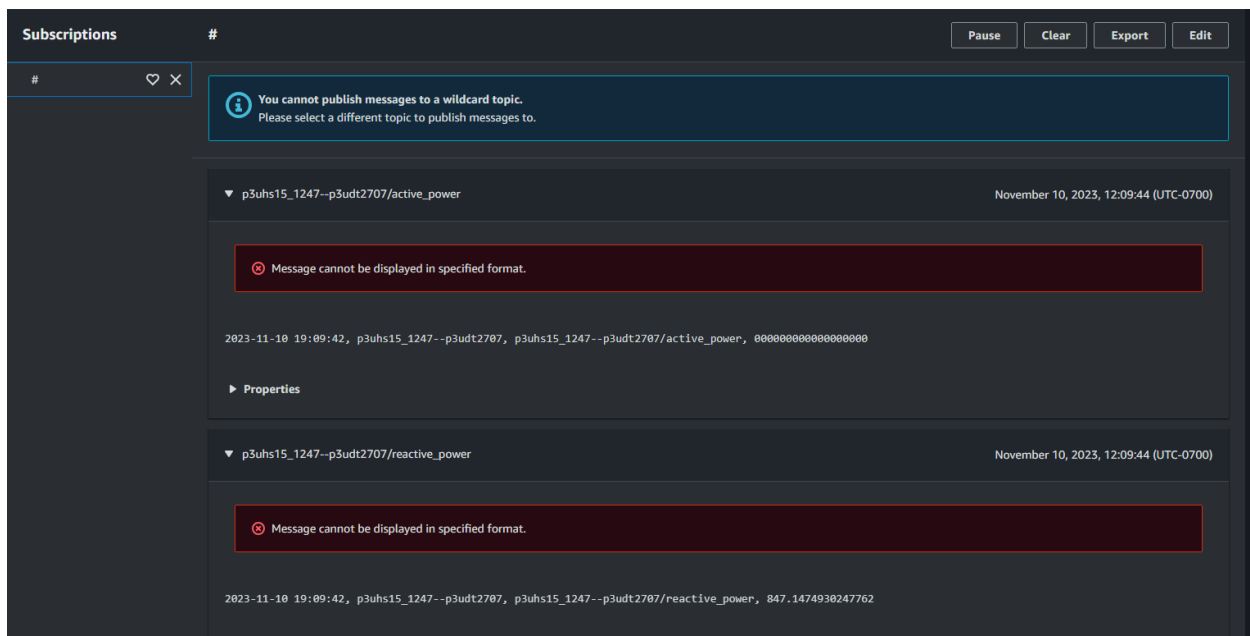 Subscriptions
#
Pause
Clear
Export
Edit
#
You cannot publish messages to a wildcard topic.
Please select a different topic to publish messages to.
p3uhs15_1247--p3udt2707/active_power
November 10, 2023, 12:09:44 (UTC-0700)
Message cannot be displayed in specified format.
2023-11-10 19:09:42, p3uhs15_1247--p3udt2707, p3uhs15_1247--p3udt2707/active_power, 000000000000000000
Properties
p3uhs15_1247--p3udt2707/reactive_power
November 10, 2023, 12:09:44 (UTC-0700)
Message cannot be displayed in specified format.
2023-11-10 19:09:42, p3uhs15_1247--p3udt2707, p3uhs15_1247--p3udt2707/reactive_power, 847.1474930247762